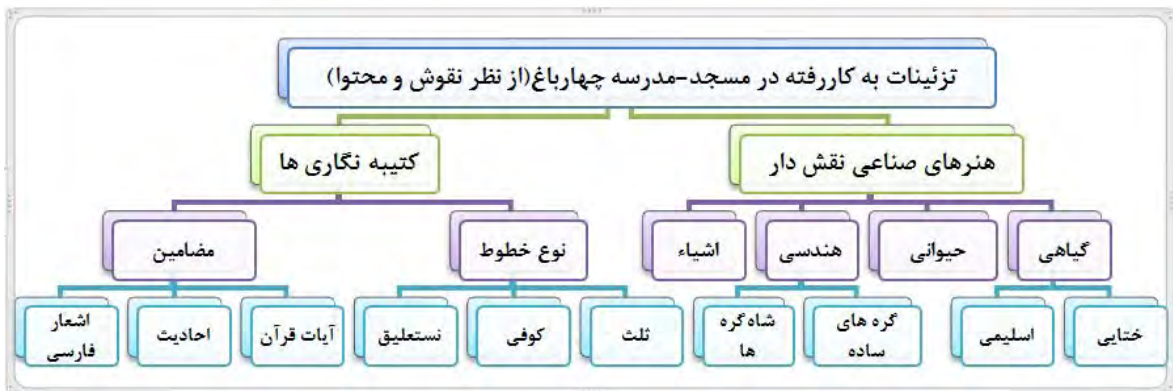 تزئینات به کاررفته در مسجد-مدرسه چهارباغ(از نظر نقوش و محتوا)
هنرهای صناعی نقش دار
کتیبه نگاری ها
گیاهی
حیوانی
هندسی
اشیاء
نوع خطوط
مضامین
ختایی
اسلیمی
گره های
ساده
شاه گره
ها
ثلث
کوفی
نستعلیق
آیات قرآن
احادیث
اشعار
فارسی